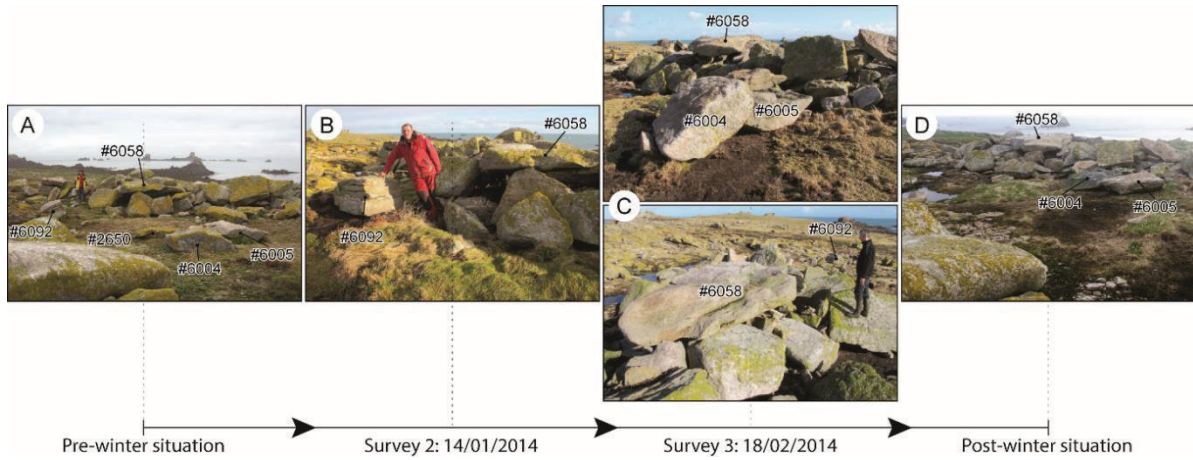 A
#6058
#6092
#2650
#6004
#6005
B
#6058
#6092
#6058
#6004
#6005
C
#6092
#6058
D
#6058
#6004
#6005
Pre-winter situation
Survey 2: 14/01/2014
Survey 3: 18/02/2014
Post-winter situation